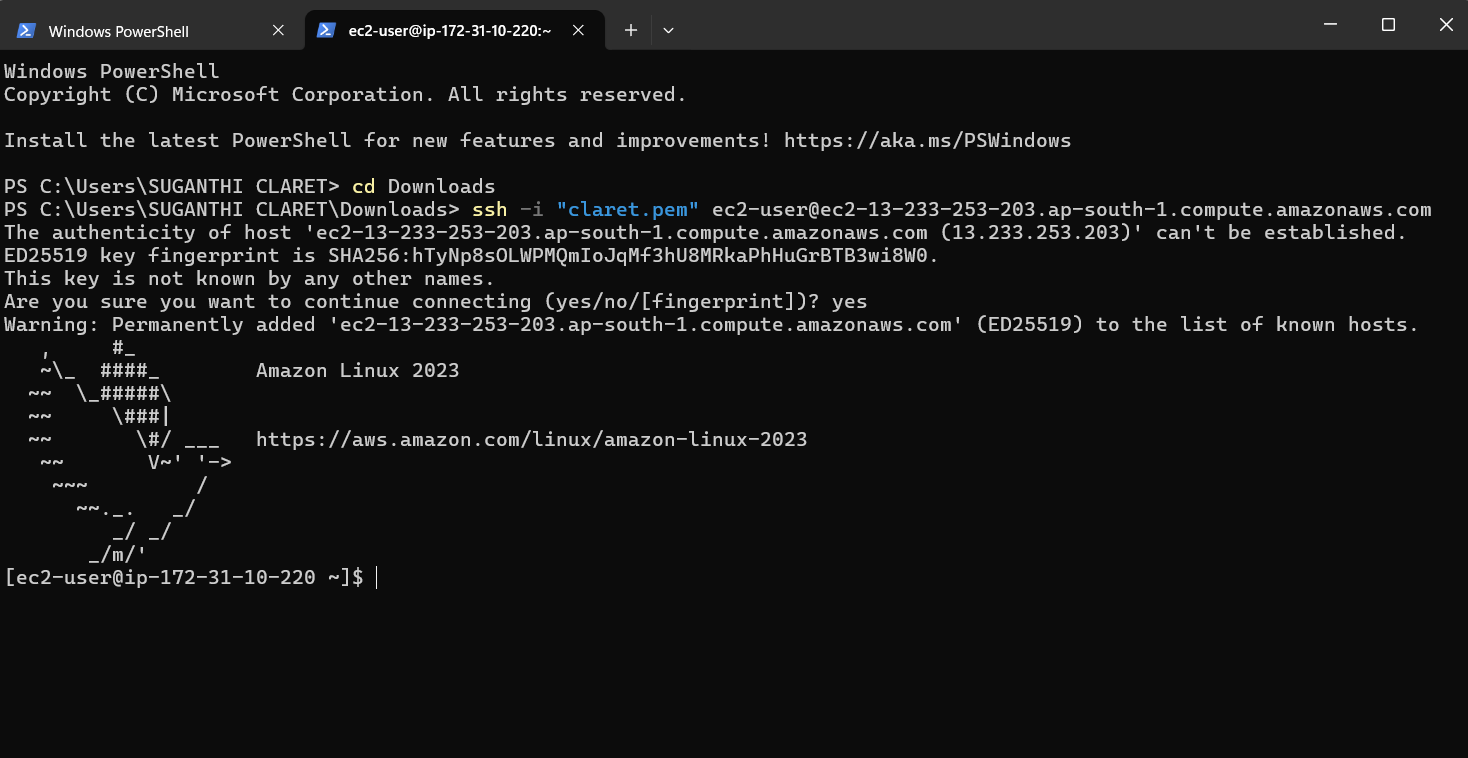 Windows PowerShell
ec2-user@ip-172-31-10-220:~
Windows PowerShell
Copyright (C) Microsoft Corporation. All rights reserved.
Install the latest PowerShell for new features and improvements! https://aka.ms/PSWindows
PS C:\Users\SUGANTHI CLARET> cd Downloads
PS C:\Users\SUGANTHI CLARET\Downloads> ssh -i "claret.pem" ec2-user@ec2-13-233-253-203.ap-south-1.compute.amazonaws.com
The authenticity of host 'ec2-13-233-253-203.ap-south-1.compute.amazonaws.com (13.233.253.203)' can't be established.
ED25519 key fingerprint is SHA256:hTyNp8sOLWPMQmIoJqMf3hU8MRkaPhHuGrBTB3wi8W0.
This key is not known by any other names.
Are you sure you want to continue connecting (yes/no/[fingerprint])? yes
Warning: Permanently added 'ec2-13-233-253-203.ap-south-1.compute.amazonaws.com' (ED25519) to the list of known hosts.
   ,     #_
   ~\_  ####_        Amazon Linux 2023
  ~~  \_#####\
  ~~     \###|
  ~~       \#/ ___   https://aws.amazon.com/linux/amazon-linux-2023
   ~~       V~' '->
    ~~~         /
      ~~._.   _/
         _/ _/
       _/m/'
[ec2-user@ip-172-31-10-220 ~]$